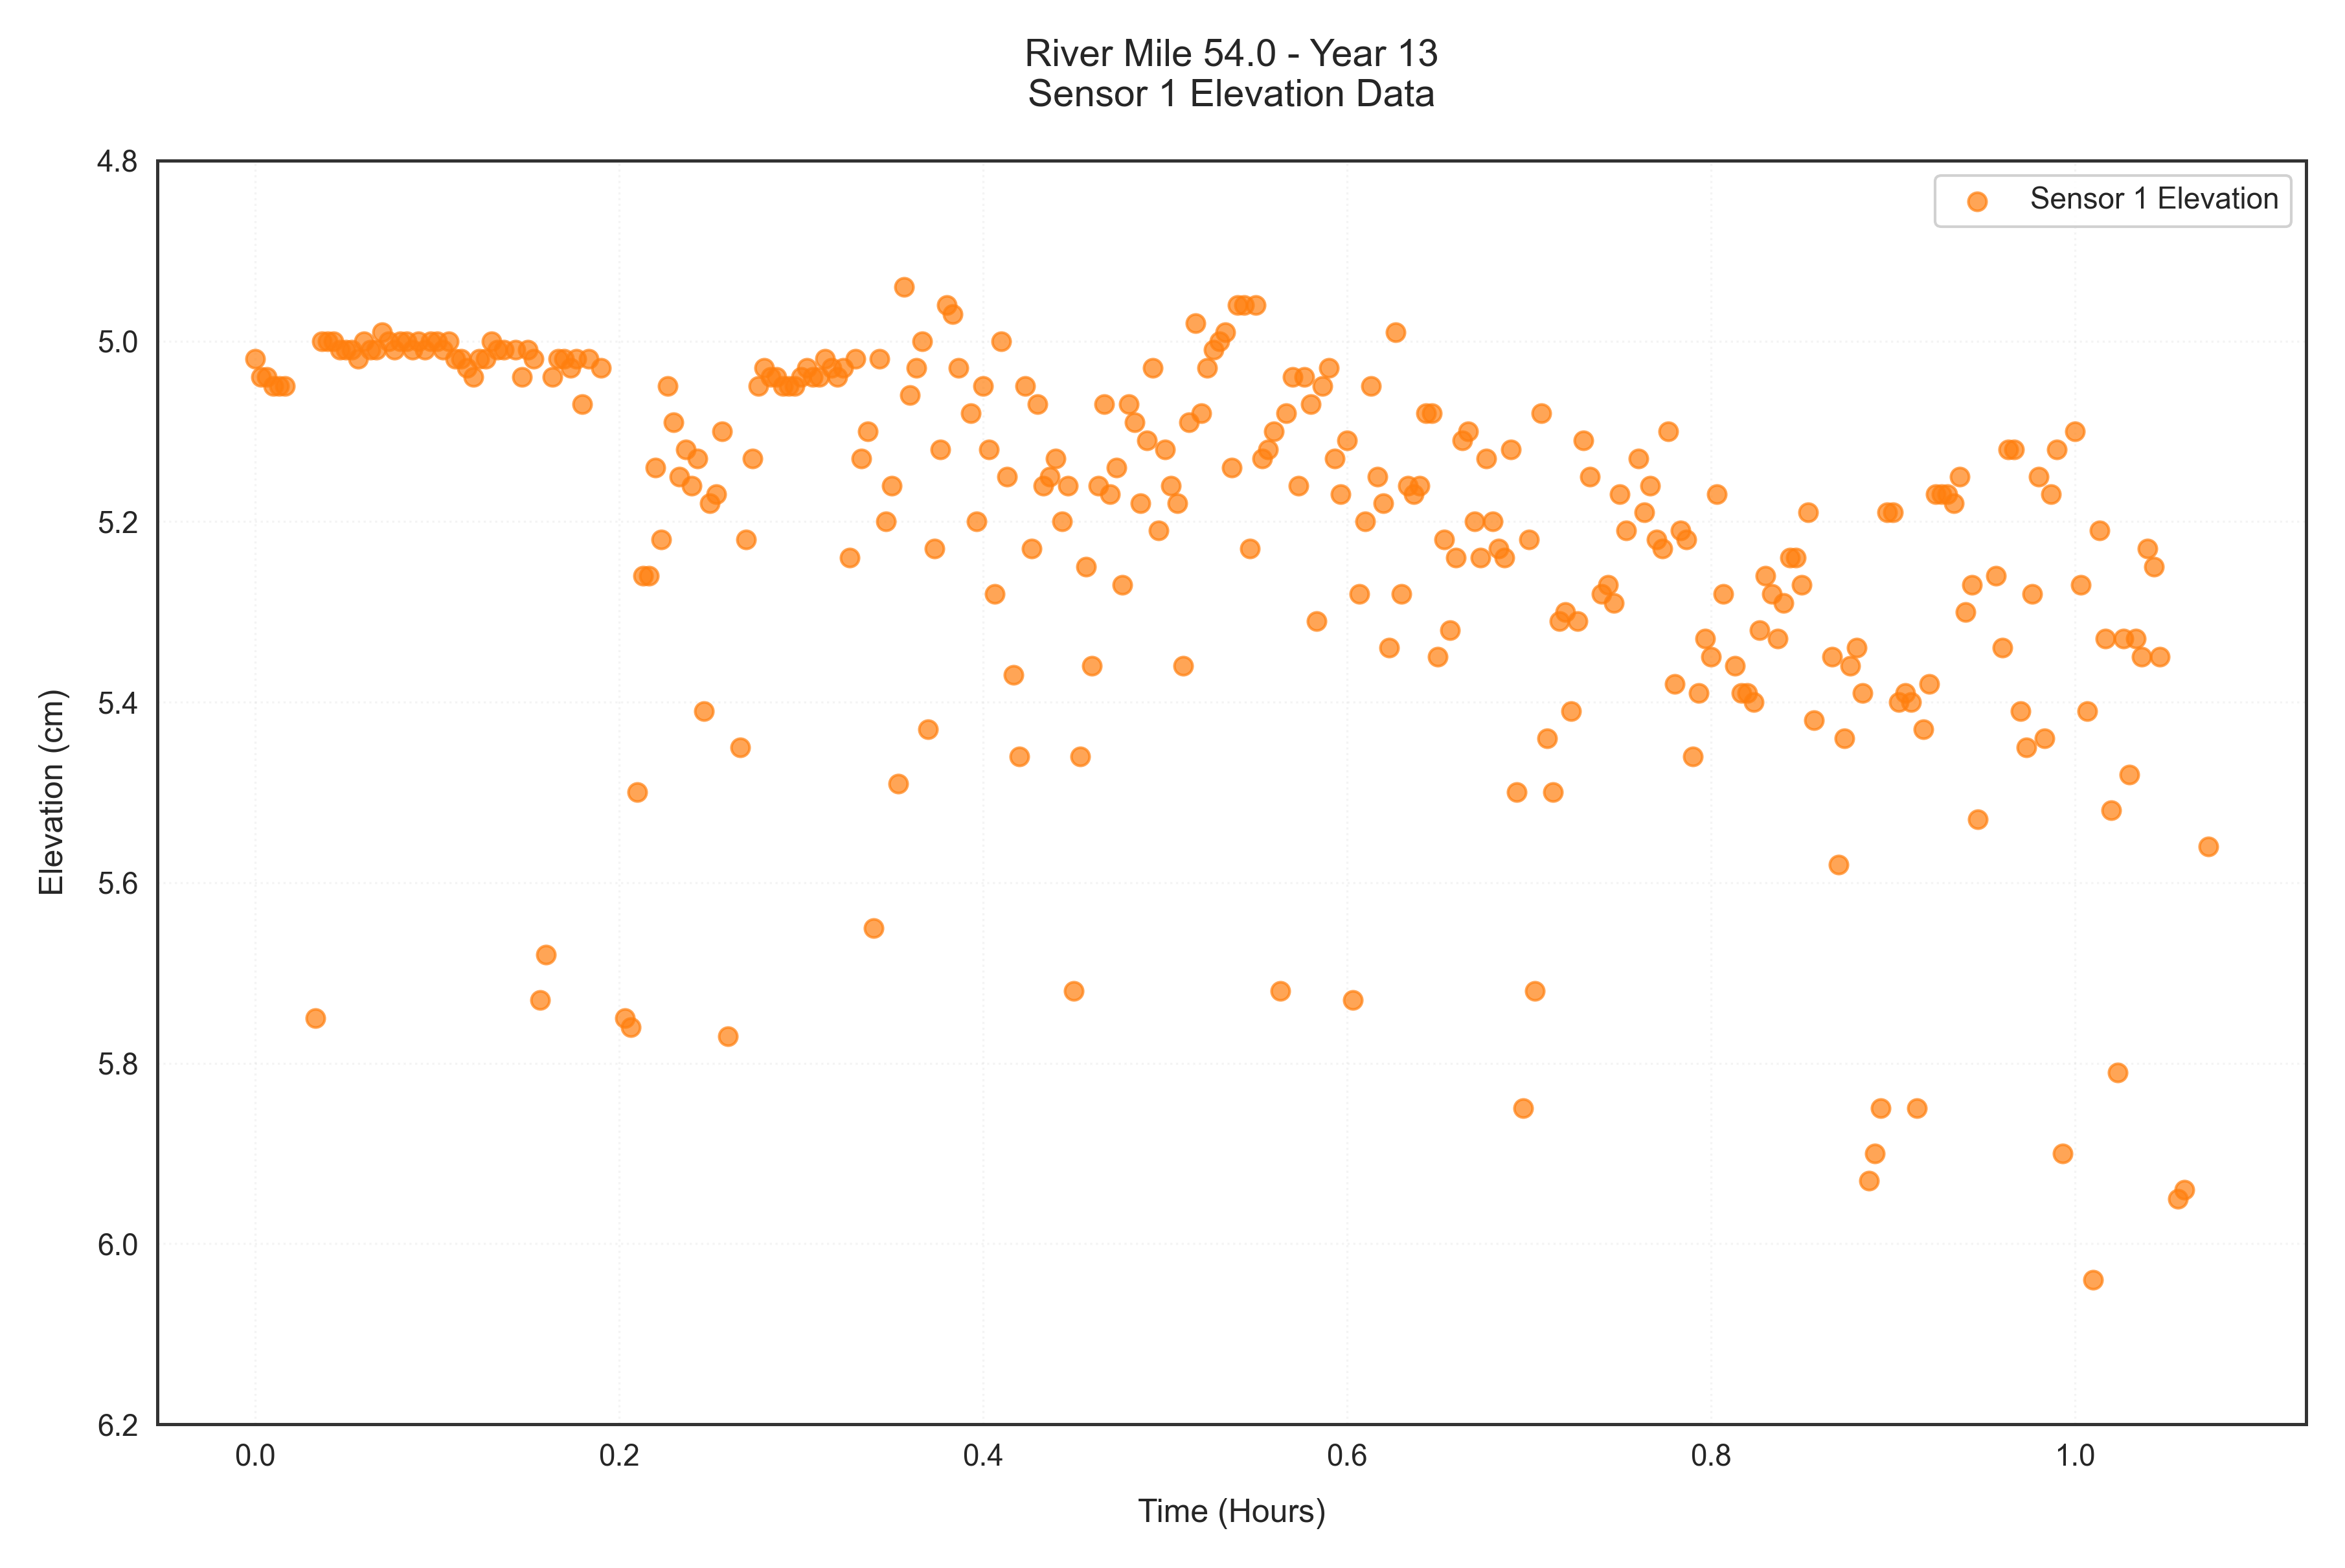 River Mile 54.0 - Year 13
Sensor 1 Elevation Data
Sensor 1 Elevation
4.8
5.0
5.2
5.4
5.6
5.8
6.0
6.2
Elevation (cm)
0.0 0.2 0.4 0.6 0.8 1.0
Time (Hours)